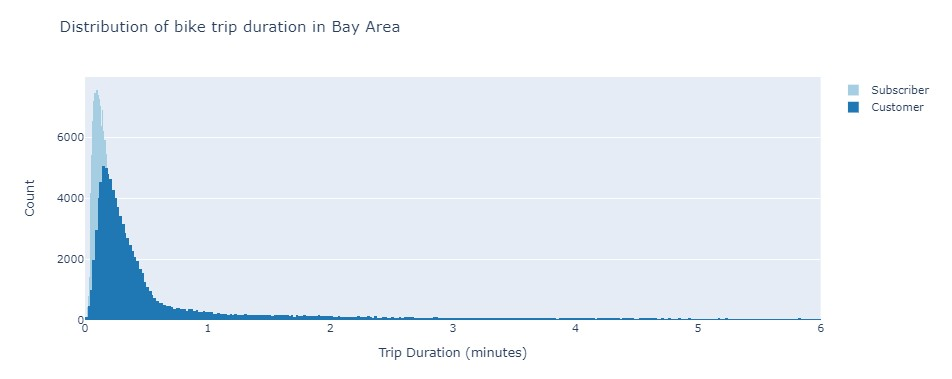 Distribution of bike trip duration in Bay Area
Subscriber
Customer
6000
4000
2000
0
Count
0 1 2 3 4 5 6
Trip Duration (minutes)